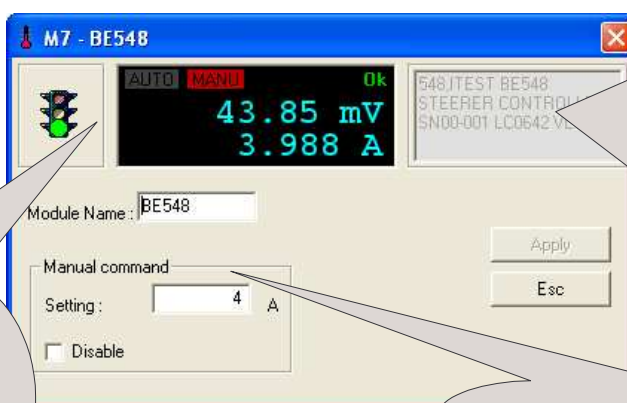 M7 - BE548
AUTO MANU Ok
43.85 mV
3.988 A
548,ITEST BE548
STEERER
SN00-001 LC0642
Module Name : BE548
Manual command
Setting : 4 A
Disable
Apply
Esc